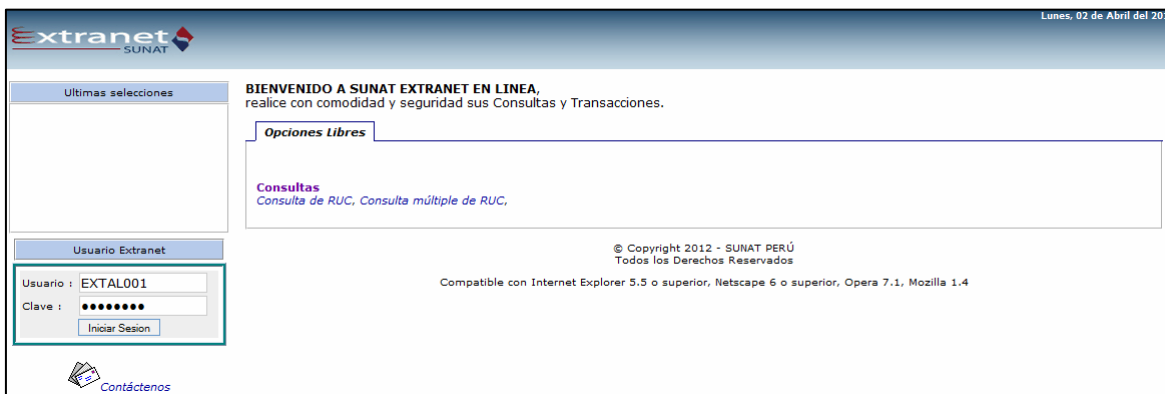 Lunes, 02 de Abril del
Extranet
SUNAT
Ultimas selecciones
BIENVENIDO A SUNAT EXTRANET EN LINEA,
realice con comodidad y seguridad sus Consultas y Transacciones.
Opciones Libres
Consultas
Consulta de RUC, Consulta múltiple de RUC,
Usuario Extranet
Usuario : EXTAL001
Clave : ●●●●●●●●
Iniciar Sesion
Contáctenos
© Copyright 2012 - SUNAT PERÚ
Todos los Derechos Reservados
Compatible con Internet Explorer 5.5 o superior, Netscape 6 o superior, Opera 7.1, Mozilla 1.4